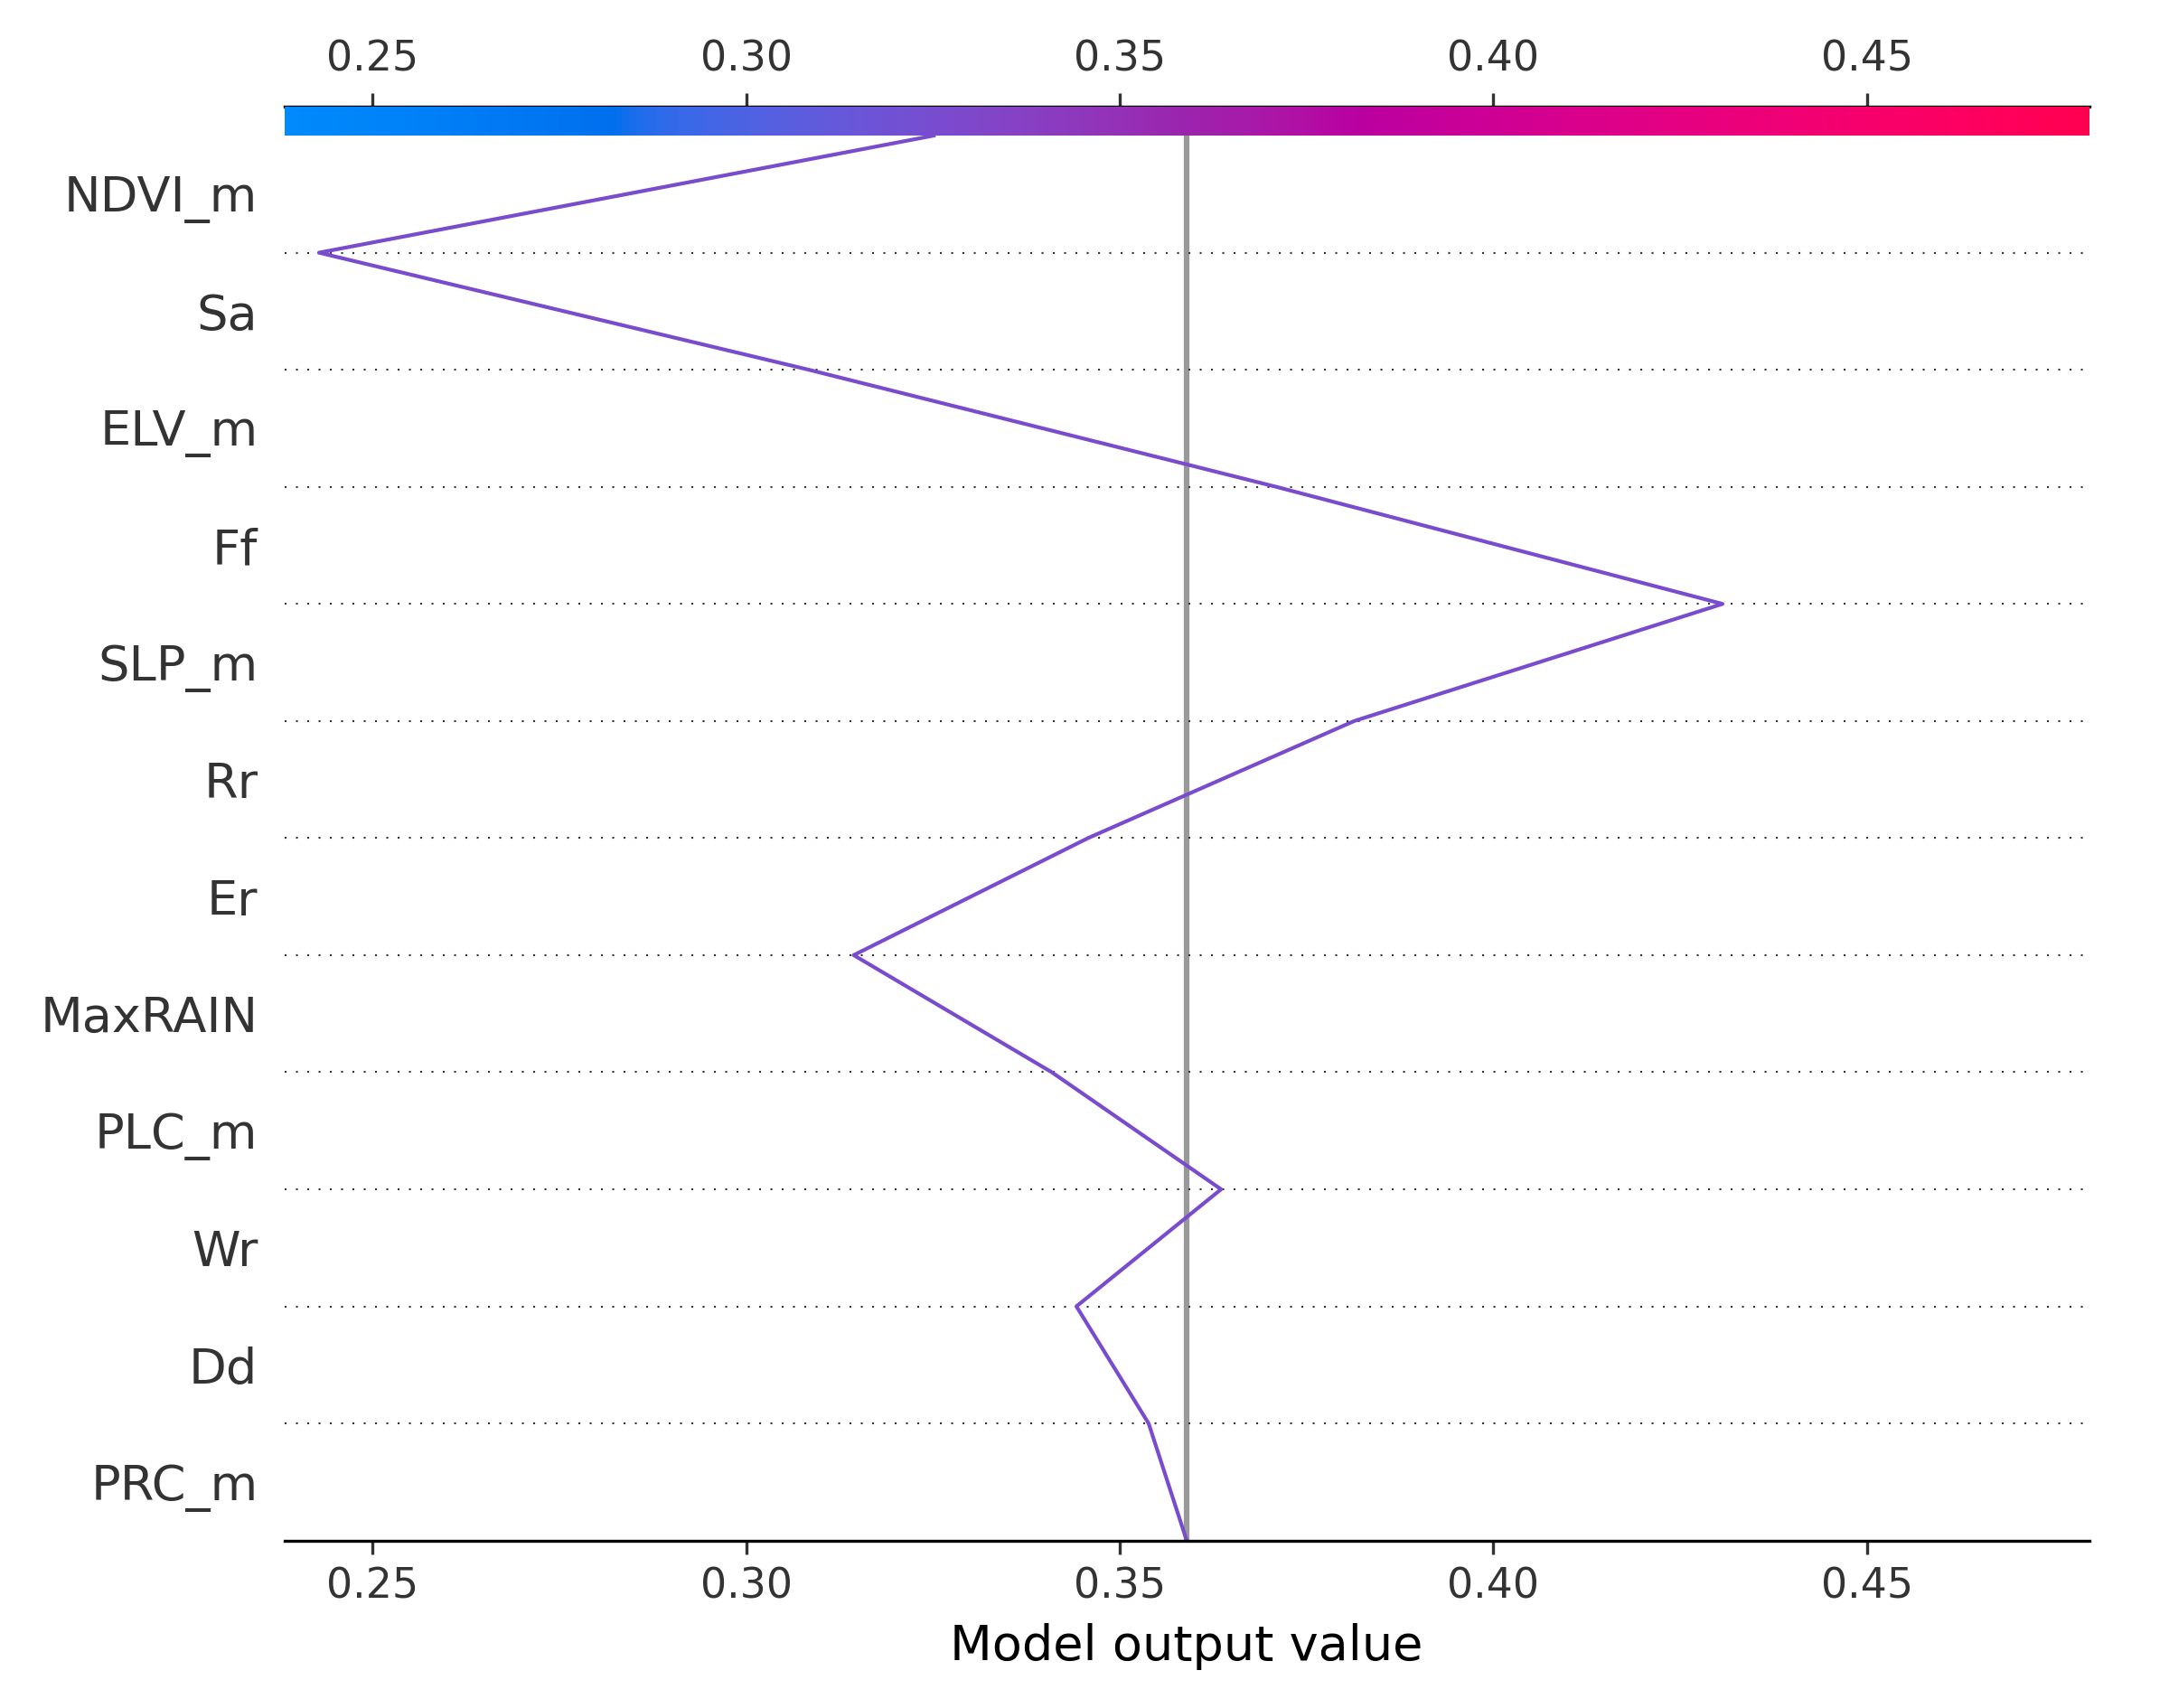 0.25 0.30 0.35 0.40 0.45
NDVI_m
Sa
ELV_m
Ff
SLP_m
Rr
Er
MaxRAIN
PLC_m
Wr
Dd
PRC_m
0.25 0.30 0.35 0.40 0.45
Model output value